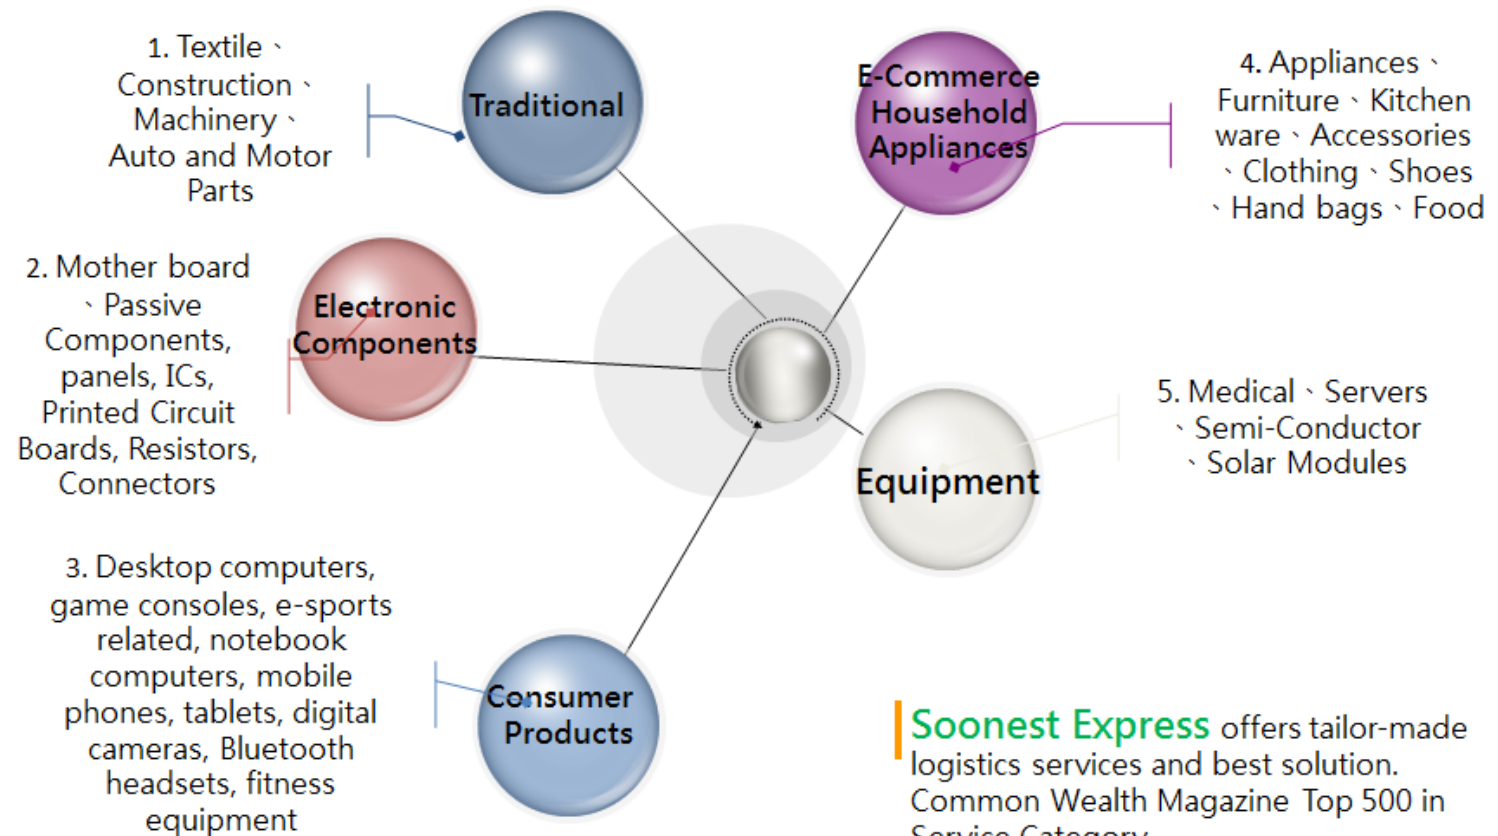 1. Textile、
Construction、
Machinery、
Auto and Motor
Parts
Traditional
2. Mother board
、Passive
Components,
panels, ICs,
Printed Circuit
Boards, Resistors,
Connectors
Electronic
Components
3. Desktop computers,
game consoles, e-sports
related, notebook
computers, mobile
phones, tablets, digital
cameras, Bluetooth
headsets, fitness
equipment
Consumer
Products
E-Commerce
Household
Appliances
4. Appliances、
Furniture、Kitchen
ware、Accessories
、Clothing、Shoes
、Hand bags、Food
Equipment
5. Medical、Servers
、Semi-Conductor
、Solar Modules
Soonest Express offers tailor-made
logistics services and best solution.
Common Wealth Magazine Top 500 in
Service Category